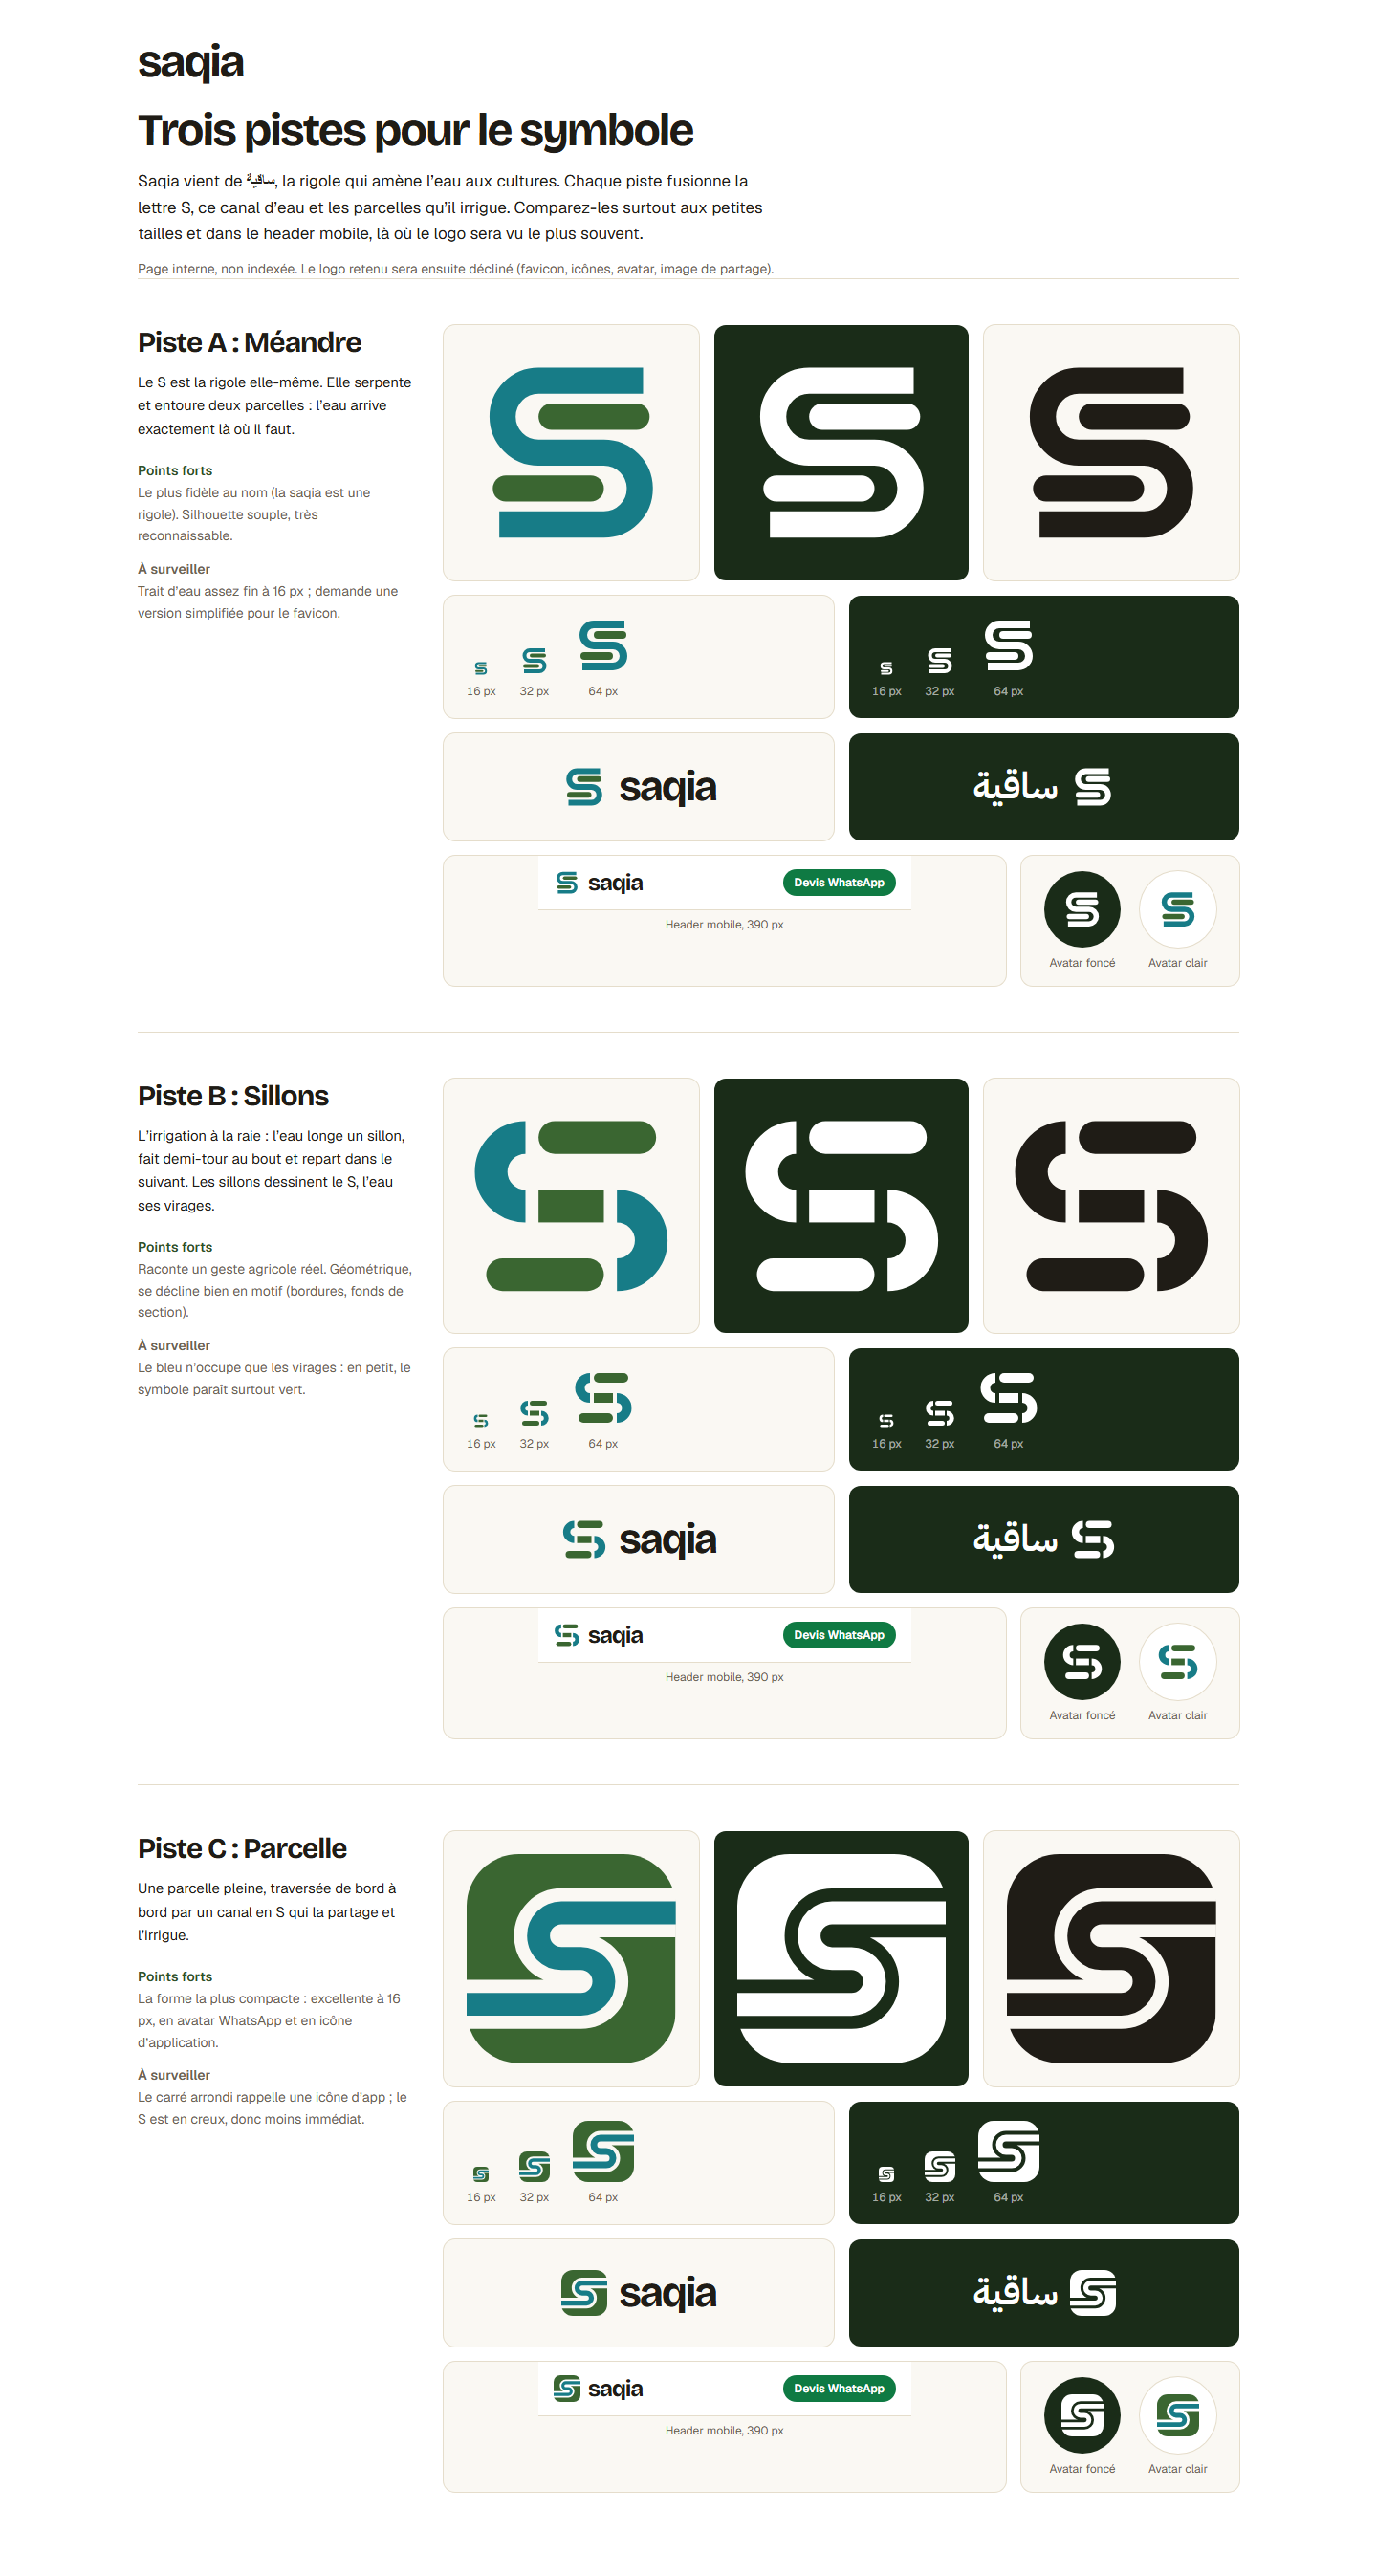 saqia
Trois pistes pour le symbole
Saqia vient de ساقية, la rigole qui amène l’eau aux cultures. Chaque piste fusionne la
lettre S, ce canal d’eau et les parcelles qu’il irrigue. Comparez-les surtout aux petites
tailles et dans le header mobile, là où le logo sera vu le plus souvent.
Page interne, non indexée. Le logo retenu sera ensuite décliné (favicon, icônes, avatar, image de partage).
Piste A : Méandre
Le S est la rigole elle-même. Elle serpente
et entoure deux parcelles : l’eau arrive
exactement là où il faut.
Points forts
Le plus fidèle au nom (la saqia est une
rigole). Silhouette souple, très
reconnaissable.
À surveiller
Trait d’eau assez fin à 16 px ; demande une
version simplifiée pour le favicon.
16 px 32 px 64 px
16 px 32 px 64 px
saqia
ساقية
saqia Devis WhatsApp
Header mobile, 390 px
Avatar foncé Avatar clair
Piste B : Sillons
L’irrigation à la raie : l’eau longe un sillon,
fait demi-tour au bout et repart dans le
suivant. Les sillons dessinent le S, l’eau
ses virages.
Points forts
Raconte un geste agricole réel. Géométrique,
se décline bien en motif (bordures, fonds de
section).
À surveiller
Le bleu n’occupe que les virages : en petit, le
symbole paraît surtout vert.
16 px 32 px 64 px
16 px 32 px 64 px
saqia
ساقية
saqia Devis WhatsApp
Header mobile, 390 px
Avatar foncé Avatar clair
Piste C : Parcelle
Une parcelle pleine, traversée de bord à
bord par un canal en S qui la partage et
l’irrigue.
Points forts
La forme la plus compacte : excellente à 16
px, en avatar WhatsApp et en icône
d’application.
À surveiller
Le carré arrondi rappelle une icône d’app ; le
S est en creux, donc moins immédiat.
16 px 32 px 64 px
16 px 32 px 64 px
saqia
ساقية
saqia Devis WhatsApp
Header mobile, 390 px
Avatar foncé Avatar clair